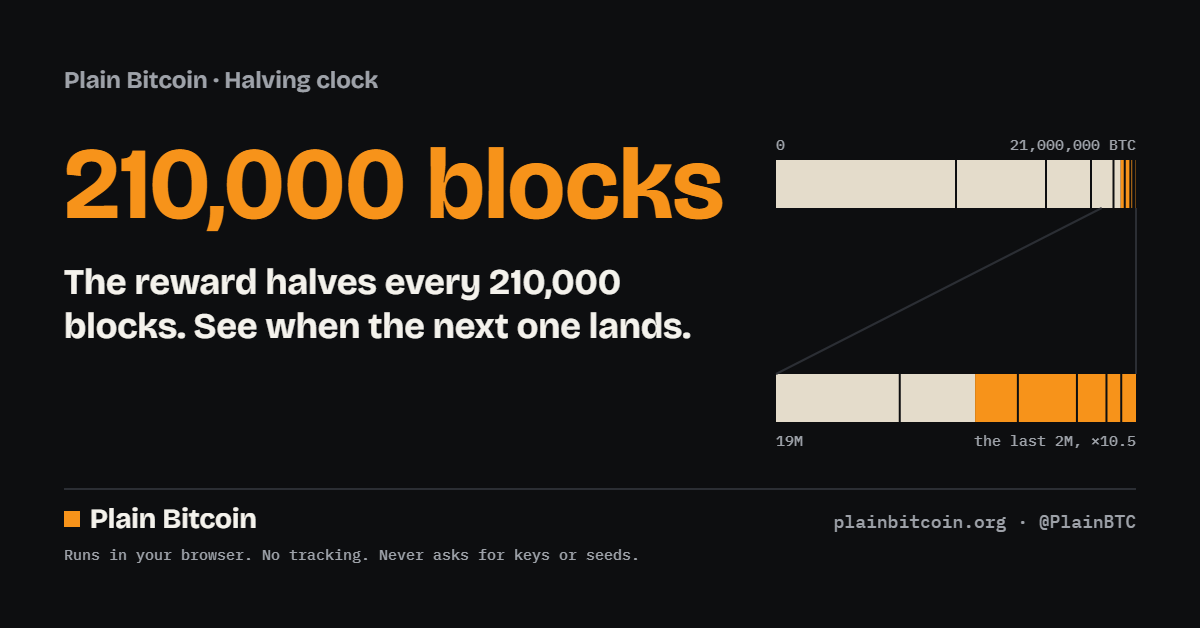 Plain Bitcoin · Halving clock
210,000 blocks
The reward halves every 210,000
blocks. See when the next one lands.
0
21,000,000 BTC
19M
the last 2M, ×10.5
Plain Bitcoin
plainbitcoin.org · @PlainBTC
Runs in your browser. No tracking. Never asks for keys or seeds.